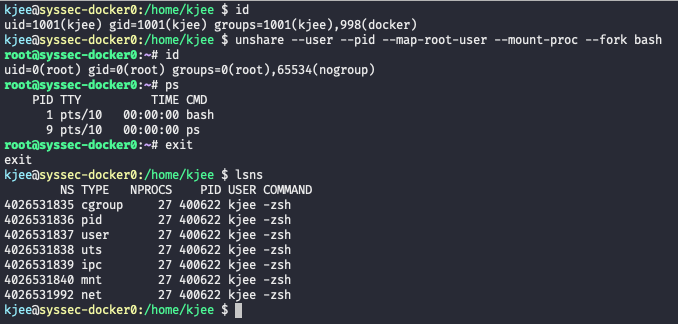 kjee@syssec-docker0:/home/kjee $ id
uid=1001(kjee) gid=1001(kjee) groups=1001(kjee),998(docker)
kjee@syssec-docker0:/home/kjee $ unshare --user --pid --map-root-user --mount-proc --fork bash
root@syssec-docker0:~# id
uid=0(root) gid=0(root) groups=0(root),65534(nogroup)
root@syssec-docker0:~# ps
    PID TTY          TIME CMD
      1 pts/10   00:00:00 bash
      9 pts/10   00:00:00 ps
root@syssec-docker0:~# exit
exit
kjee@syssec-docker0:/home/kjee $ lsns
        NS TYPE   NPROCS    PID USER COMMAND
4026531835 cgroup     27 400622 kjee -zsh
4026531836 pid        27 400622 kjee -zsh
4026531837 user       27 400622 kjee -zsh
4026531838 uts        27 400622 kjee -zsh
4026531839 ipc        27 400622 kjee -zsh
4026531840 mnt        27 400622 kjee -zsh
4026531992 net        27 400622 kjee -zsh
kjee@syssec-docker0:/home/kjee $